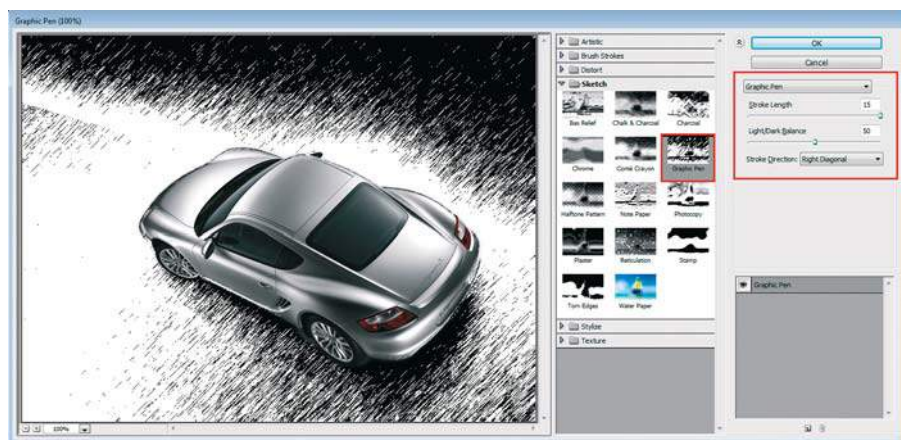 Graphic Pen (100%)
Artistic
Brush Strokes
Distort
Sketch
Bas Relief
Chalk & Charcoal
Charcoal
Chrome
Conté Crayon
Graphic Pen
Halftone Pattern
Note Paper
Photocopy
Plaster
Reticulation
Stamp
Torn Edges
Water Paper
Stylize
Texture
OK
Cancel
Graphic Pen
Stroke Length 15
Light/Dark Balance 50
Stroke Direction: Right Diagonal
Graphic Pen
100%